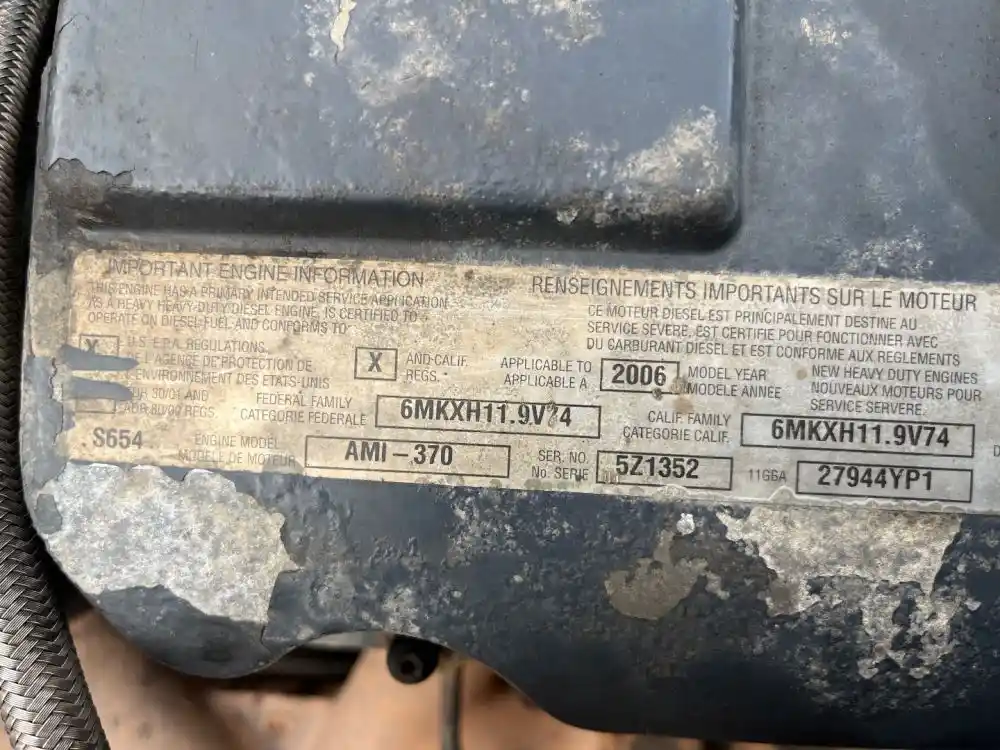 IMPORTANT ENGINE INFORMATION
THIS ENGINE HAS A PRIMARY INTENDED SERVICE APPLICATION
AS A HEAVY-DUTY DIESEL ENGINE, IS CERTIFIED TO
OPERATE ON DIESEL FUEL AND CONFORMS TO
X U.S. E.P.A. REGULATIONS.
EL AGENCE DE PROTECTION DE
ENVIRONNEMENT DES ETATS-UNIS
X AND CALIF.
REGS.
FOR 80/09 REGS.
RENSEIGNEMENTS IMPORTANTS SUR LE MOTEUR
CE MOTEUR DIESEL EST PRINCIPALEMENT DESTINE AU
SERVICE SEVERE, EST CERTIFIE POUR FONCTIONNER AVEC
DU CARBURANT DIESEL ET EST CONFORME AUX REGLEMENTS
APPLICABLE TO
APPLICABLE A
2006
MODEL YEAR
MODELE ANNEE
NEW HEAVY DUTY ENGINES
NOUVEAUX MOTEURS POUR
SERVICE SERVERE.
FEDERAL FAMILY
CATEGORIE FEDERALE
6MKXH11.9V74
CALIF. FAMILY
CATEGORIE CALIF.
6MKXH11.9V74
S654
ENGINE MODEL
MODELE DE MOTEUR
AMI-370
SER. NO.
No. SERIE
5Z1352
11GBA
27944YP1